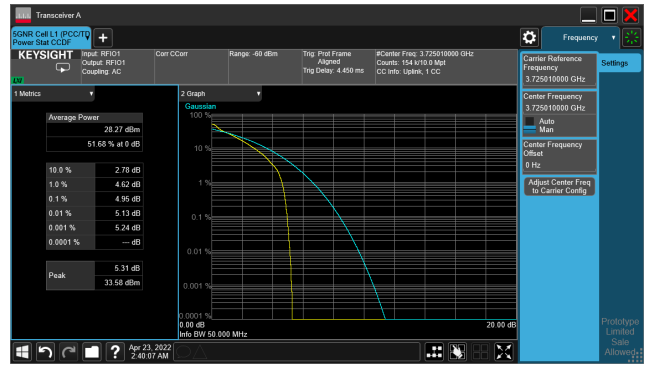 Transceiver A
5GNR Cell L1 (PCC/TD
Power Stat CCDF
Frequency
KEYSIGHT
LXI
Input: RFIO1
Output: RFIO1
Coupling: AC
Corr CCorr
Range: -60 dBm
Trig: Prot Frame
Aligned
Trig Delay: 4.450 ms
#Center Freq: 3.725010000 GHz
Counts: 154 k/10.0 Mpt
CC Info: Uplink, 1 CC
Carrier Reference
Frequency
3.725010000 GHz
Settings
Center Frequency
3.725010000 GHz
Auto
Man
Center Frequency
Offset
0 Hz
Adjust Center Freq
to Carrier Config
1 Metrics
Average Power
28.27 dBm
51.68 % at 0 dB
10.0 % 2.78 dB
1.0 % 4.62 dB
0.1 % 4.95 dB
0.01 % 5.13 dB
0.001 % 5.24 dB
0.0001 % --- dB
Peak
5.31 dB
33.58 dBm
2 Graph
Gaussian
100 %
10 %
1 %
0.1 %
0.01 %
0.001 %
0.0001 %
0.00 dB
20.00 dB
Info BW 50.000 MHz
Prototype
Limited
Sale
Allowed
?
Apr 23, 2022
2:40:07 AM